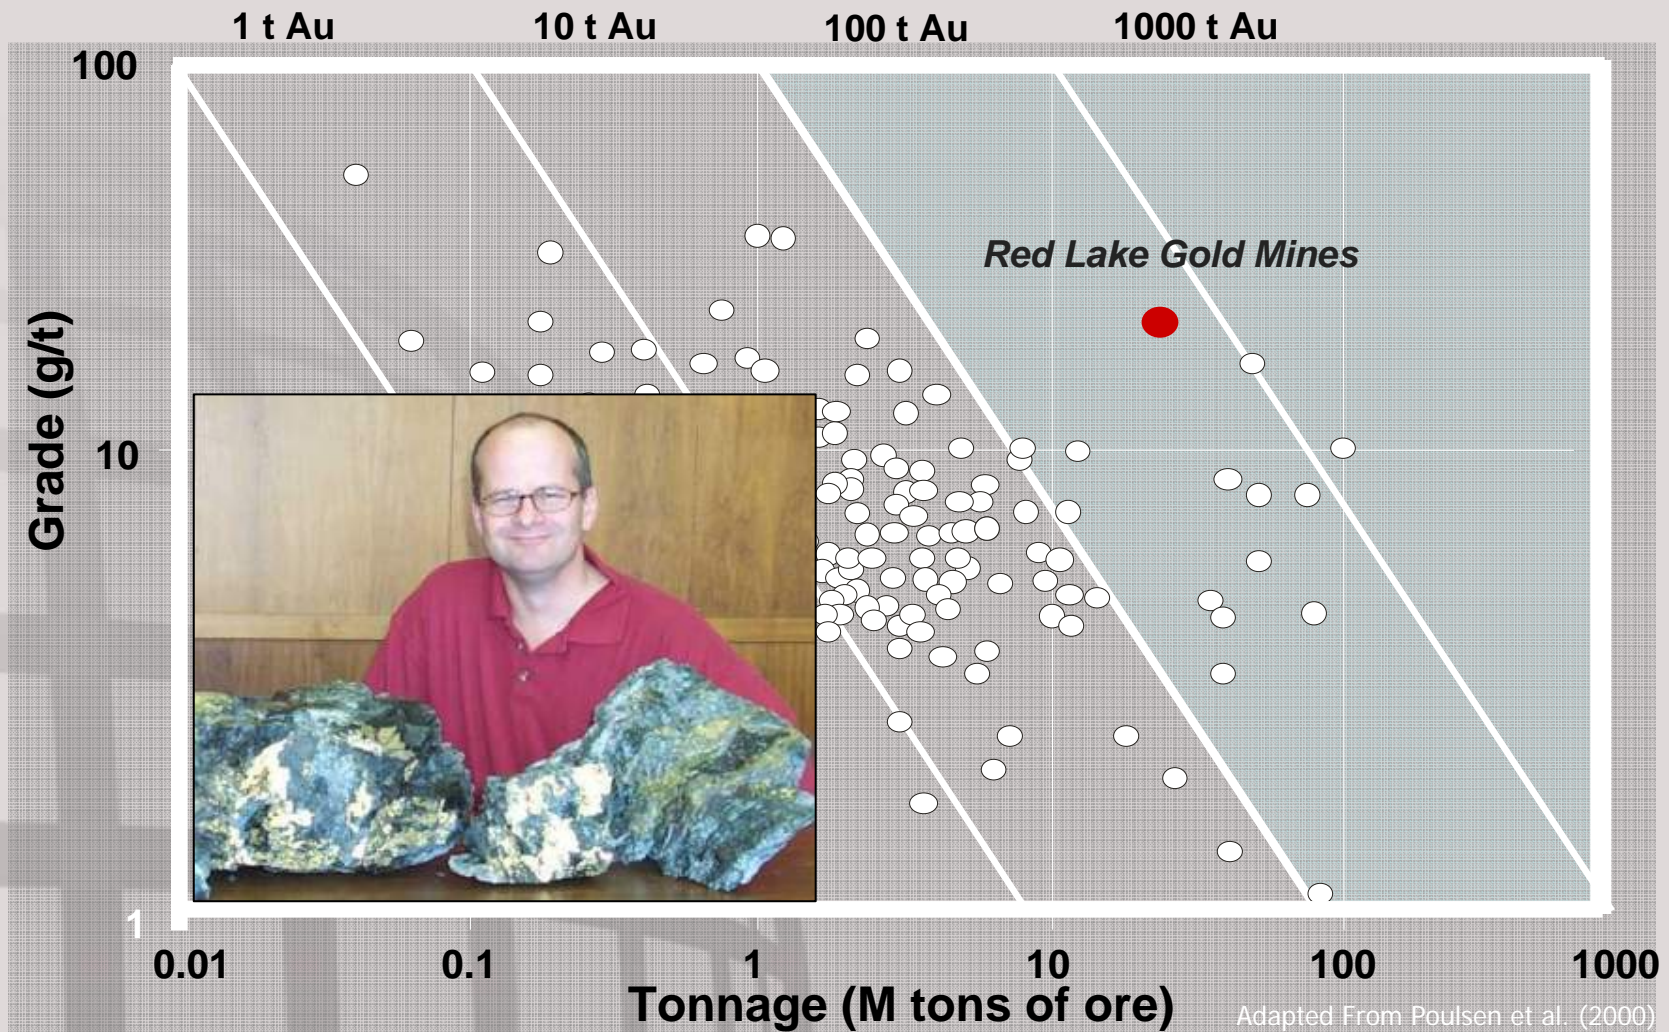 1 t Au
10 t Au
100 t Au
1000 t Au
100
Red Lake Gold Mines
Grade (g/t)
10
1
0.01
0.1
1
10
100
1000
Tonnage (M tons of ore)
Adapted From Poulsen et al. (2000)